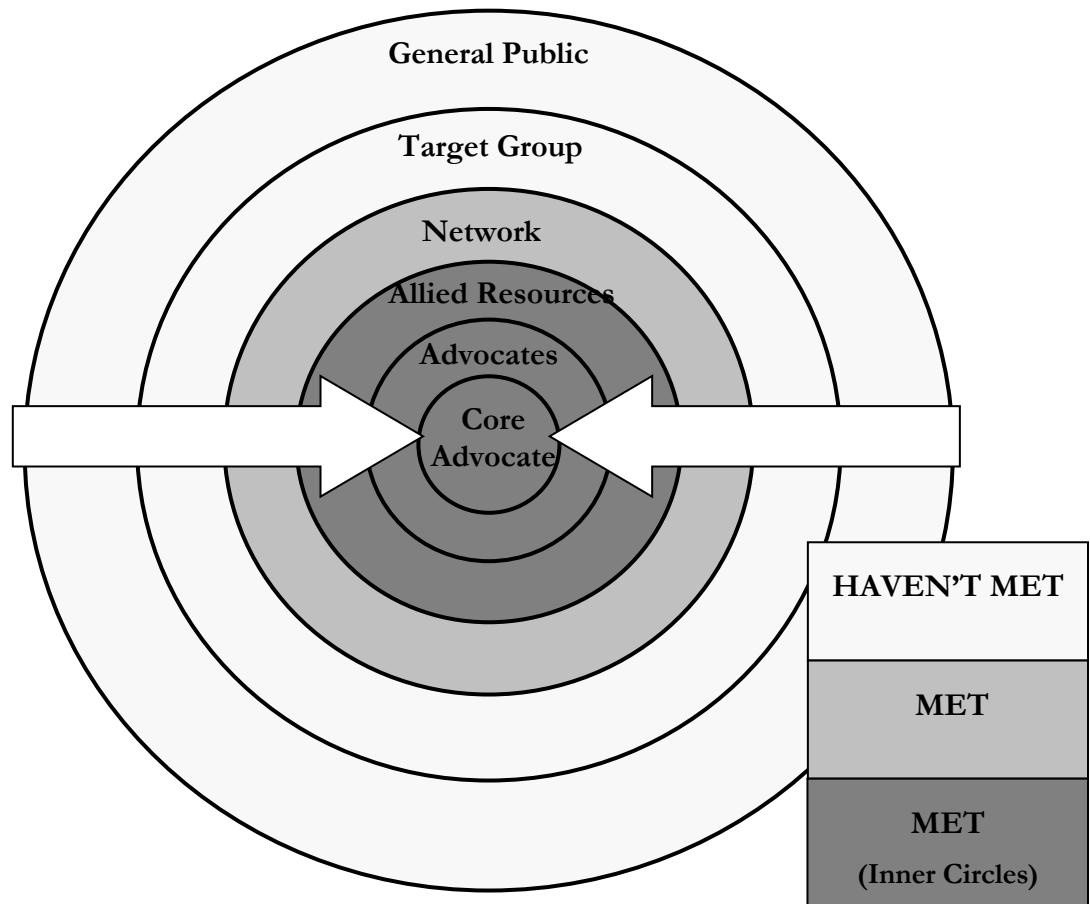 General Public
Target Group
Network
Allied Resources
Advocates
Core
Advocate
HAVEN’T MET
MET
MET
(Inner Circles)